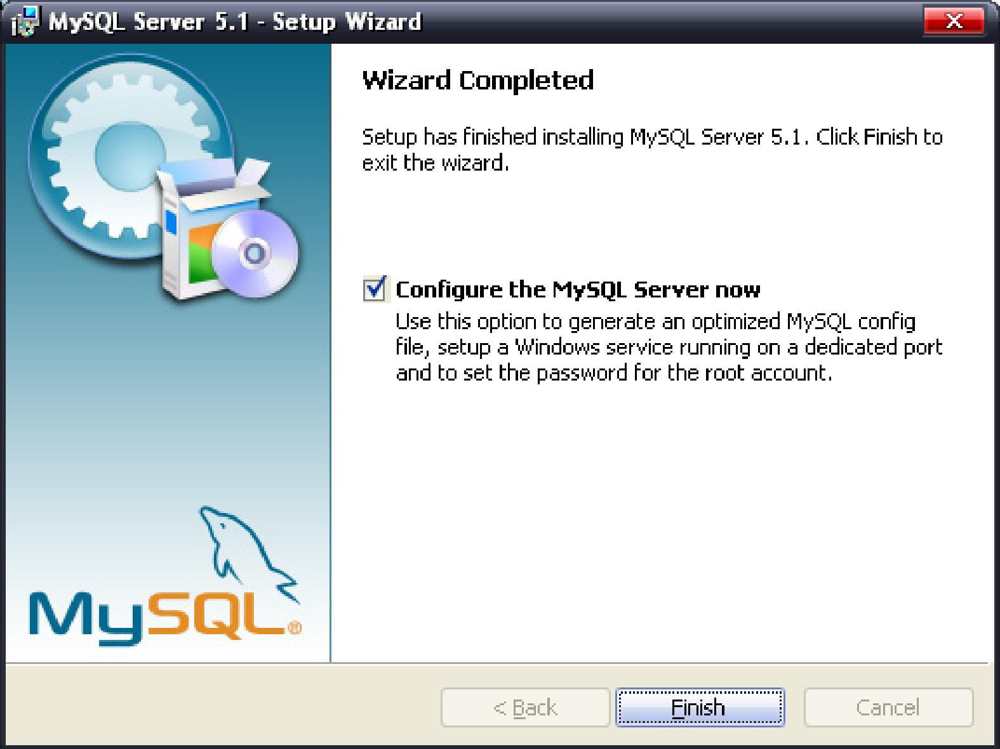 MySQL Server 5.1 - Setup Wizard
Wizard Completed
Setup has finished installing MySQL Server 5.1. Click Finish to
exit the wizard.
Configure the MySQL Server now
Use this option to generate an optimized MySQL config
file, setup a Windows service running on a dedicated port
and to set the password for the root account.
MySQL®
< Back
Finish
Cancel